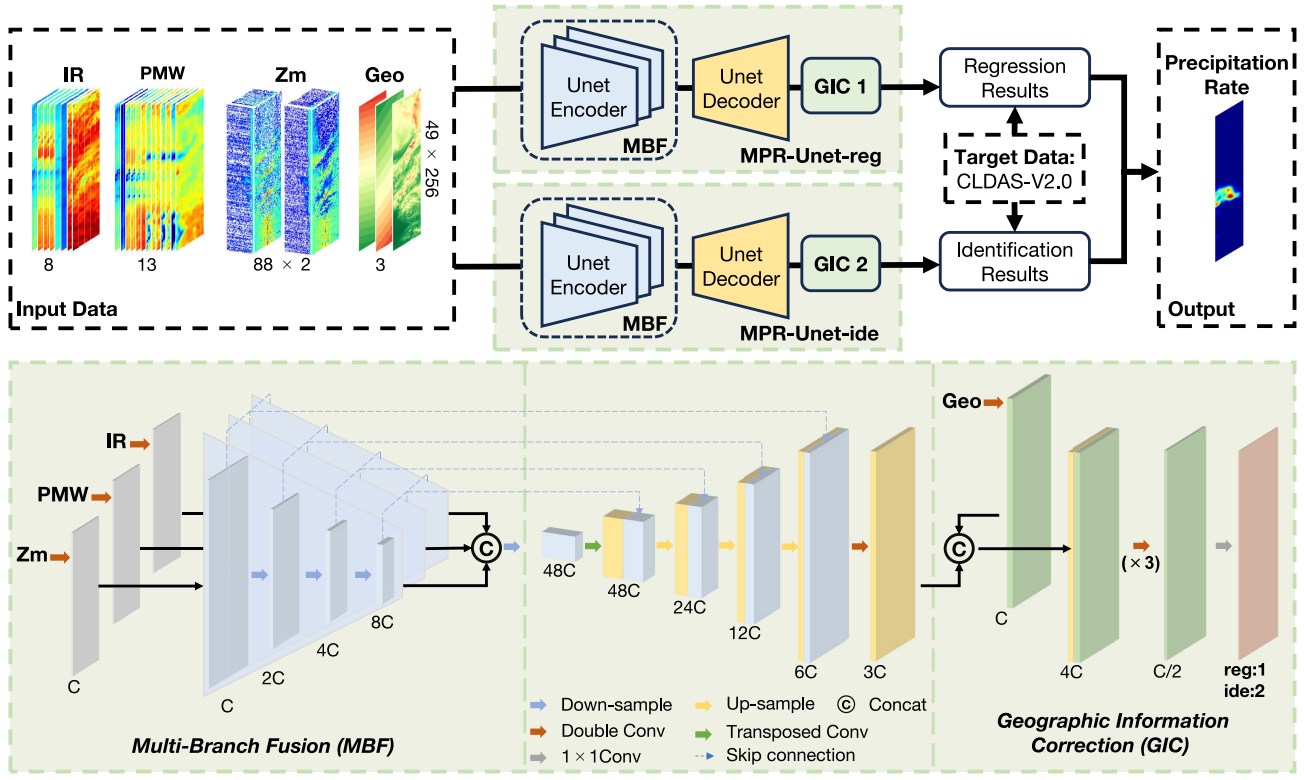 IR
PMW
Zm
Geo
49 × 256
8
13
88 × 2
3
Input Data
Unet
Encoder
MBF
Unet
Decoder
GIC 1
MPR-Unet-reg
Unet
Encoder
MBF
Unet
Decoder
GIC 2
MPR-Unet-ide
Regression
Results
Target Data:
CLDAS-V2.0
Identification
Results
Precipitation
Rate
Output
IR
PMW
Zm
C
C
2C
4C
8C
C
48C
48C
24C
12C
6C
3C
Geo
C
C
4C
(×3)
C/2
reg:1
ide:2
Down-sample
Up-sample
C Concat
Double Conv
Transposed Conv
1×1Conv
Skip connection
Multi-Branch Fusion (MBF)
Geographic Information
Correction (GIC)